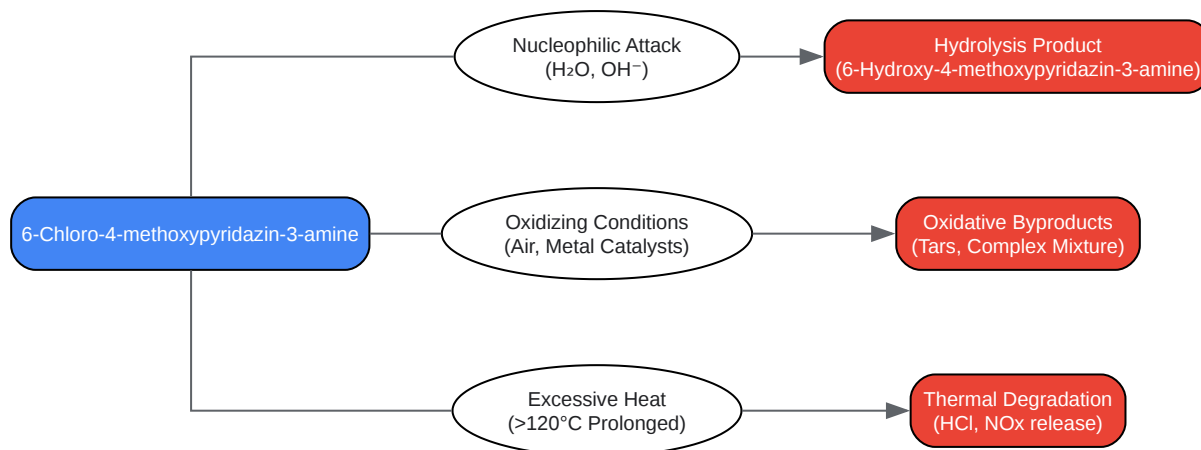 Nucleophilic Attack
(H₂O, OH⁻)
Hydrolysis Product
(6-Hydroxy-4-methoxypyridazin-3-amine)
6-Chloro-4-methoxypyridazin-3-amine
Oxidizing Conditions
(Air, Metal Catalysts)
Oxidative Byproducts
(Tars, Complex Mixture)
Excessive Heat
(>120°C Prolonged)
Thermal Degradation
(HCl, NOx release)